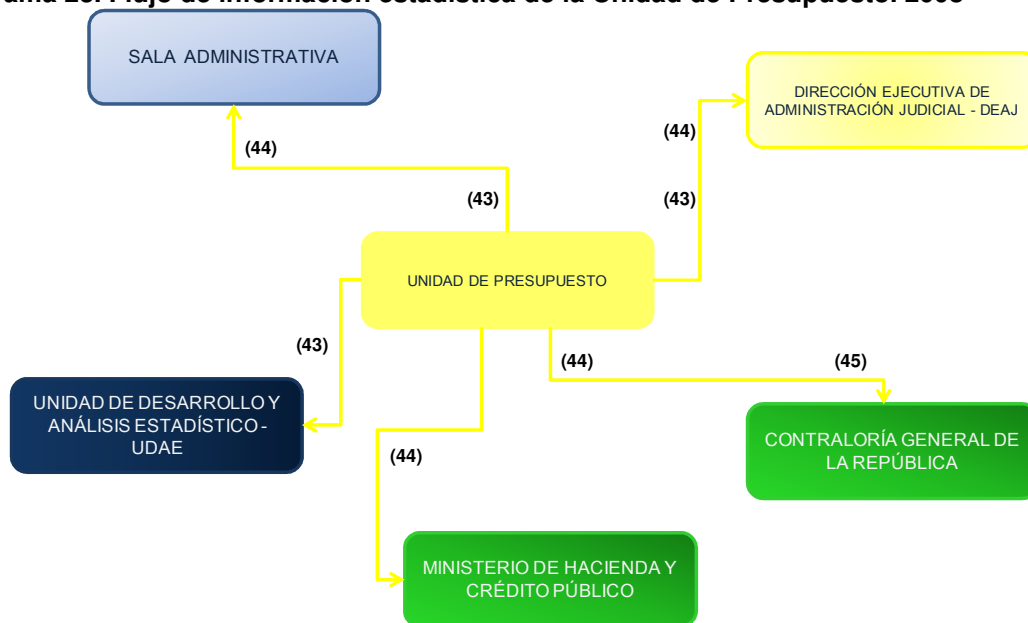 SALA ADMINISTRATIVA
DIRECCIÓN EJECUTIVA DE
ADMINISTRACIÓN JUDICIAL - DEAJ
(44)
(44)
(43)
(43)
UNIDAD DE PRESUPUESTO
(43)
(44)
(45)
UNIDAD DE DESARROLLO Y
ANÁLISIS ESTADÍSTICO -
UDAE
CONTRALORÍA GENERAL DE
LA REPÚBLICA
(44)
MINISTERIO DE HACIENDA Y
CRÉDITO PÚBLICO